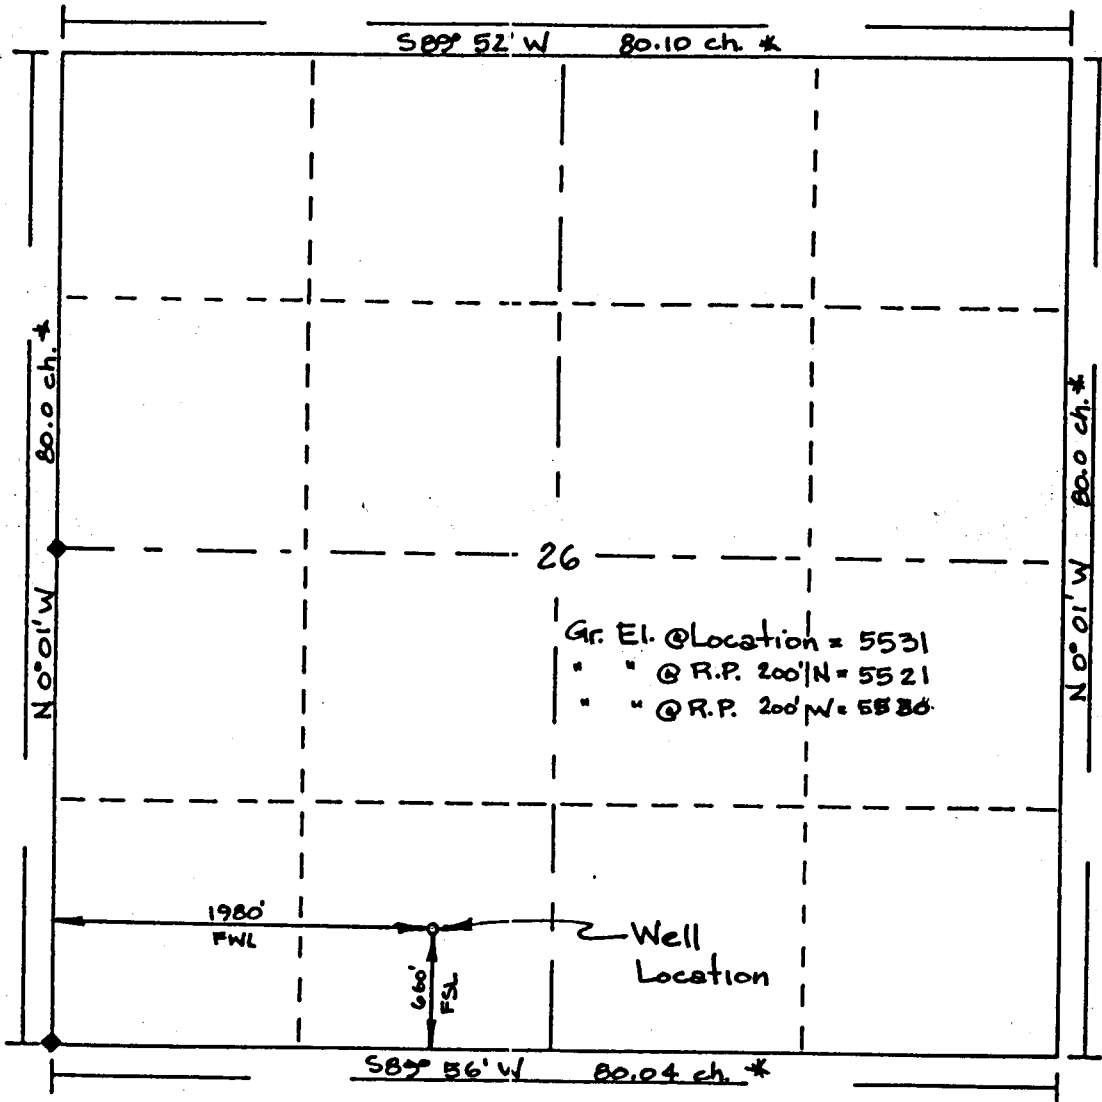 S89° 52' W 80.10 ch. *
80.0 ch. *
N 0° 01' W
80.0 ch. *
N 0° 01' W
26
Gr. El. @ Location = 5531
" " @ R.P. 200' N = 5521
" " @ R.P. 200' W =
1980'
FWL
660'
FSL
Well
Location
S89° 56' W 80.04 ch. *